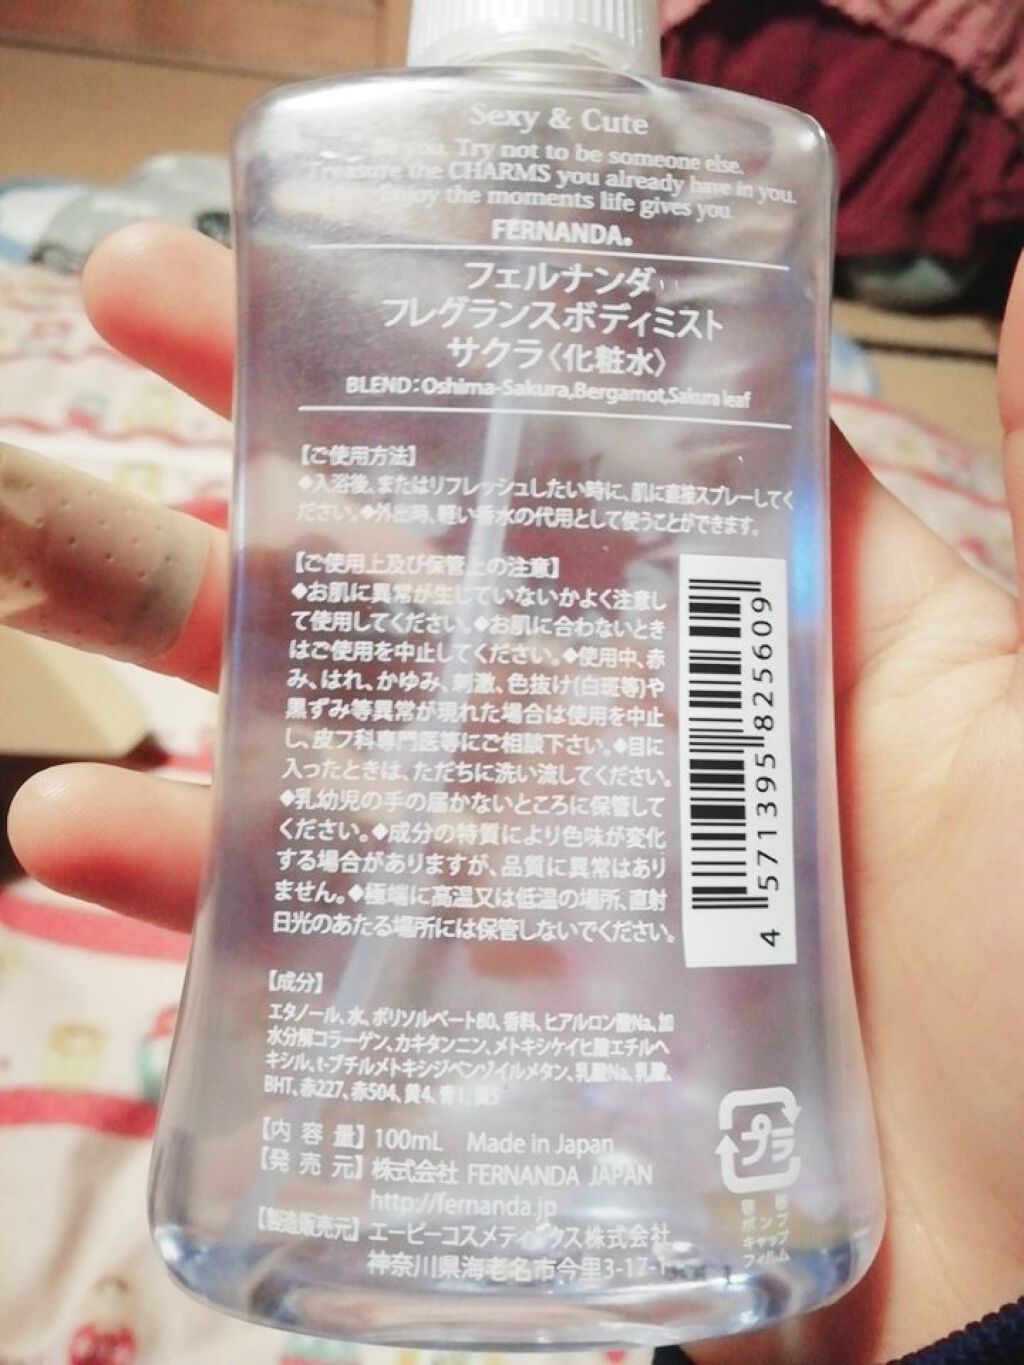 Sexy & Cute
you. Try not to be someone else.
Treasure the CHARMS you already have in you.
Enjoy the moments life gives you.
FERNANDA.
フェルナンダ
フレグランスボディミスト
サクラ〈化粧水〉
BLEND:Oshima-Sakura,Bergamot,Sakura leaf
【ご使用方法】
◆入浴後、またはリフレッシュしたい時に、肌に直接スプレーしてく
ださい。◆外出時、軽い香水の代用として使うことができます。
【ご使用上及び保管上の注意】
◆お肌に異常が生じていないかよく注意し
て使用してください。◆お肌に合わないとき
はご使用を中止してください。◆使用中、赤
み、はれ、かゆみ、刺激、色抜け(白斑等)や
黒ずみ等異常が現れた場合は使用を中止
し、皮フ科専門医等にご相談下さい。◆目に
入ったときは、ただちに洗い流してください。
◆乳幼児の手の届かないところに保管して
ください。◆成分の特質により色味が変化
する場合がありますが、品質に異常はあり
ません。◆極端に高温又は低温の場所、直射
日光のあたる場所には保管しないでください。
4571395825609
【成分】
エタノール、水、ポリソルベート80、香料、ヒアルロン酸Na、加
水分解コラーゲン、カキタンニン、メトキシケイヒ酸エチルヘ
キシル、t-ブチルメトキシジベンゾイルメタン、乳酸Na、乳酸、
BHT、赤227、赤504、黄4、青1、黄5
【内容量】100mL Made in Japan
【発売元】株式会社 FERNANDA JAPAN
http://fernanda.jp
【製造販売元】エーピーコスメティックス株式会社
神奈川県海老名市今里3-17-1
プラ
ポンプ
キャップ
フィルム